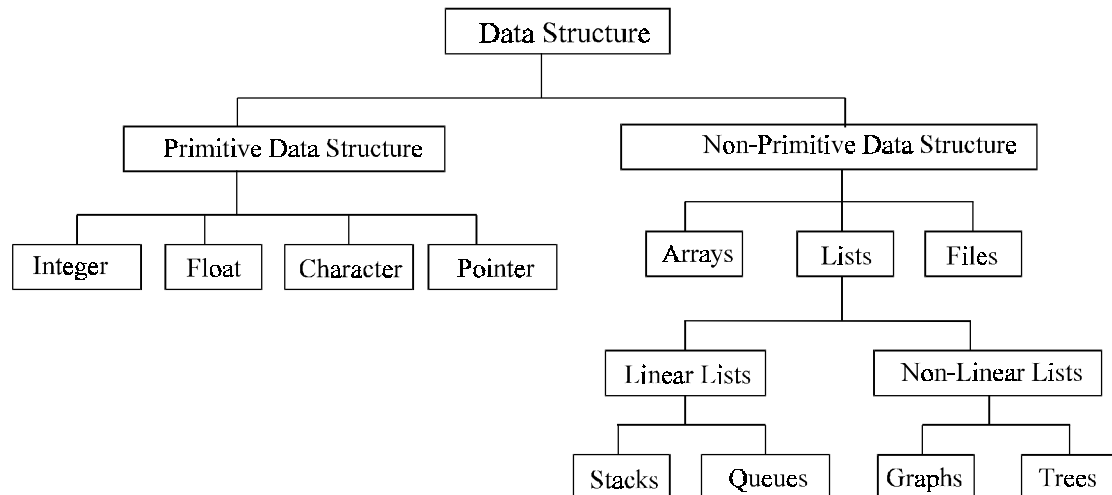 Data Structure
Primitive Data Structure
Non-Primitive Data Structure
Integer
Float
Character
Pointer
Arrays
Lists
Files
Linear Lists
Non-Linear Lists
Stacks
Queues
Graphs
Trees